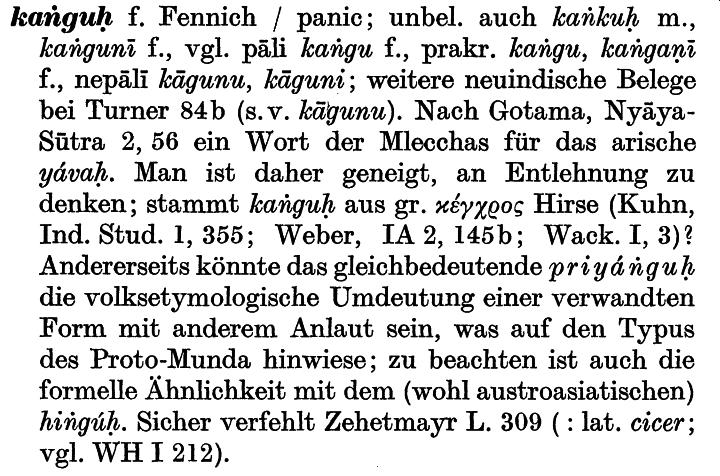 kaṅguḥ f. Fennich / panic; unbel. auch kaṅkuḥ m.,
kaṅgunī f., vgl. pāli kaṅgu f., prakr. kaṅgu, kaṅgaṇī
f., nepālī kāgunu, kāguni; weitere neuindische Belege
bei Turner 84b (s. v. kāgunu). Nach Gotama, Nyāya-
Sūtra 2, 56 ein Wort der Mlecchas für das arische
yávaḥ. Man ist daher geneigt, an Entlehnung zu
denken; stammt kaṅguḥ aus gr. κέγχρος Hirse (Kuhn,
Ind. Stud. 1, 355; Weber, IA 2, 145b; Wack. I, 3)?
Andererseits könnte das gleichbedeutende priyáṅguḥ
die volksetymologische Umdeutung einer verwandten
Form mit anderem Anlaut sein, was auf den Typus
des Proto-Munda hinwiese; zu beachten ist auch die
formelle Ähnlichkeit mit dem (wohl austroasiatischen)
hiṅgúḥ. Sicher verfehlt Zehetmayr L. 309 (: lat. cicer;
vgl. WH I 212).